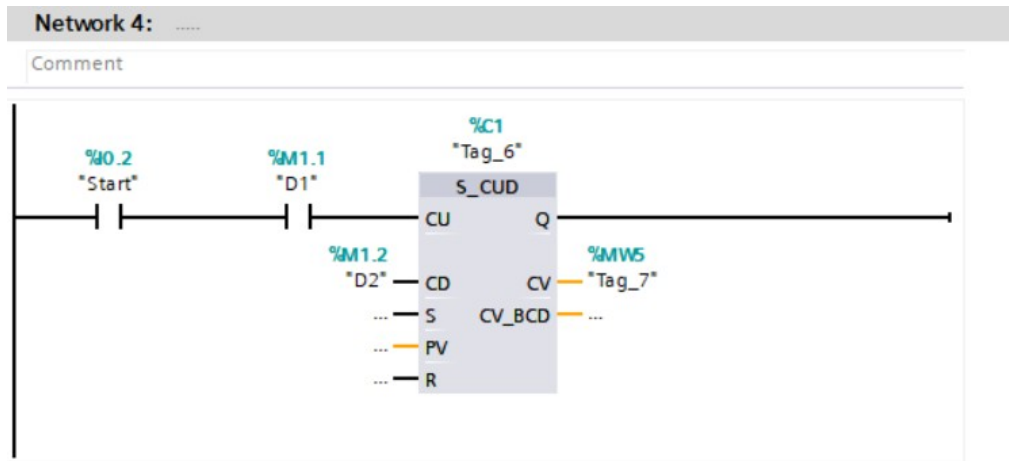 Network 4: .....
Comment
%C1
"Tag_6"
%I0.2
"Start"
%M1.1
"D1"
S_CUD
CU Q
%M1.2
"D2"
CD CV
%MW5
"Tag_7"
... S CV_BCD ...
... PV
... R